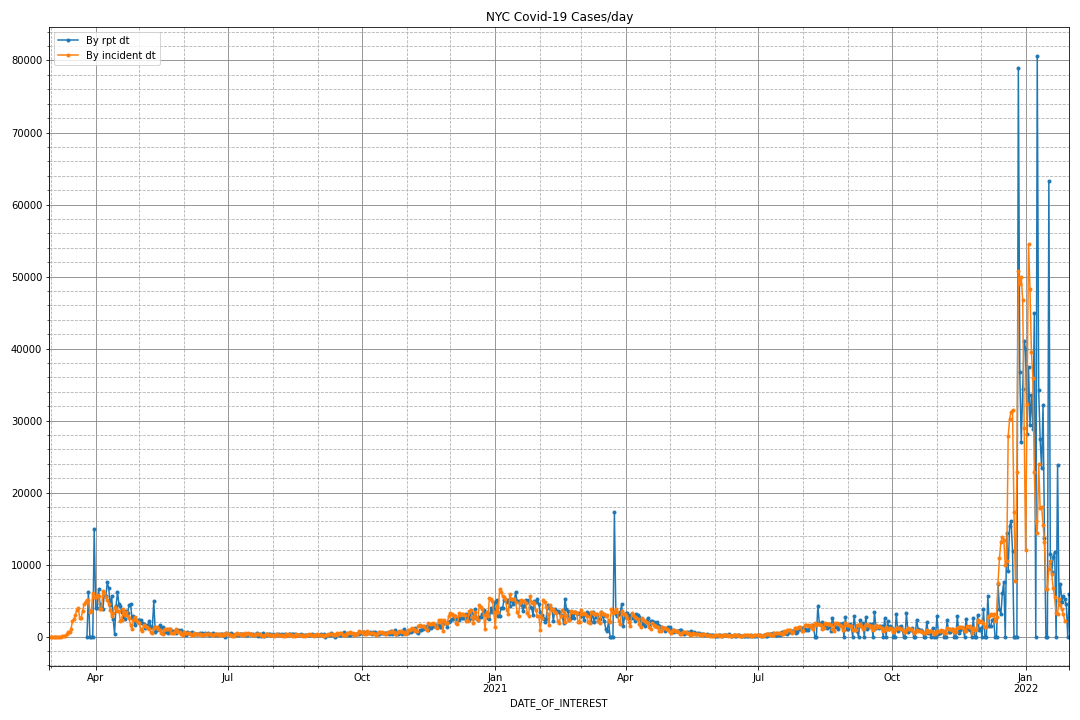 NYC Covid-19 Cases/day
By rpt dt
By incident dt
80000
70000
60000
50000
40000
30000
20000
10000
0
Apr Jul Oct Jan Apr Jul Oct Jan
2021 2022
DATE_OF_INTEREST